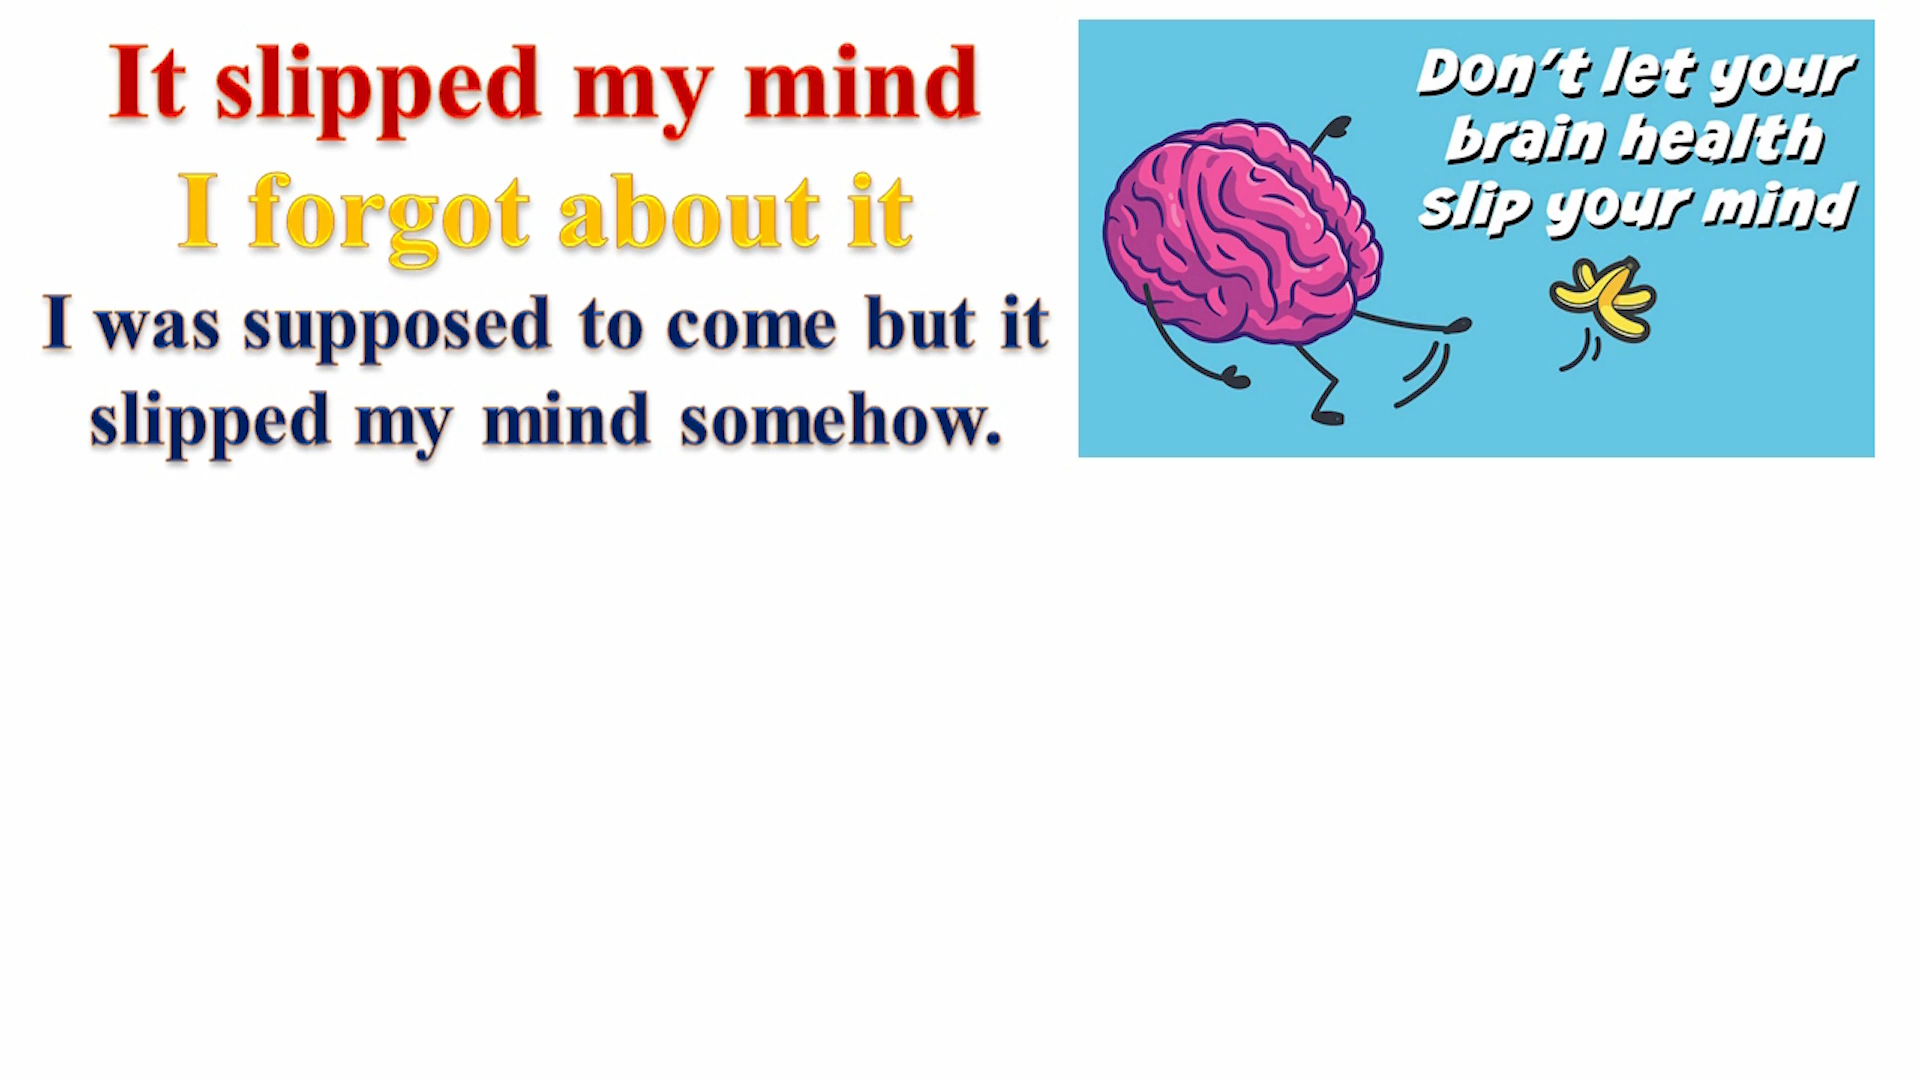 It slipped my mind
I forgot about it
I was supposed to come but it
slipped my mind somehow.
Don't let your
brain health
slip your mind